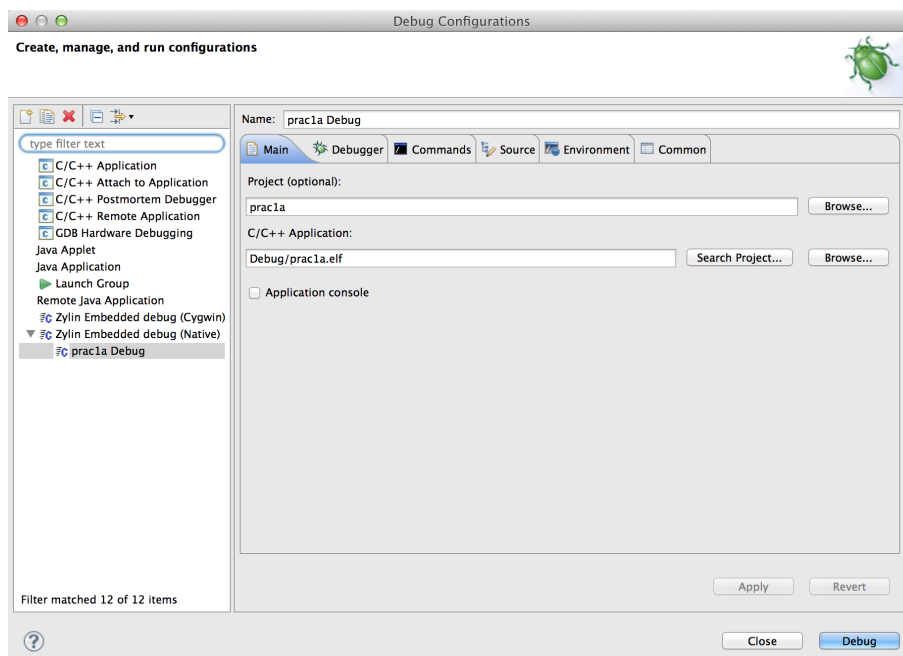 Debug Configurations
Create, manage, and run configurations
type filter text
C/C++ Application
C/C++ Attach to Application
C/C++ Postmortem Debugger
C/C++ Remote Application
GDB Hardware Debugging
Java Applet
Java Application
Launch Group
Remote Java Application
Zylin Embedded debug (Cygwin)
Zylin Embedded debug (Native)
prac1a Debug
Filter matched 12 of 12 items
Name: prac1a Debug
Main Debugger Commands Source Environment Common
Project (optional):
prac1a Browse...
C/C++ Application:
Debug/prac1a.elf Search Project... Browse...
Application console
Apply Revert
? Close Debug